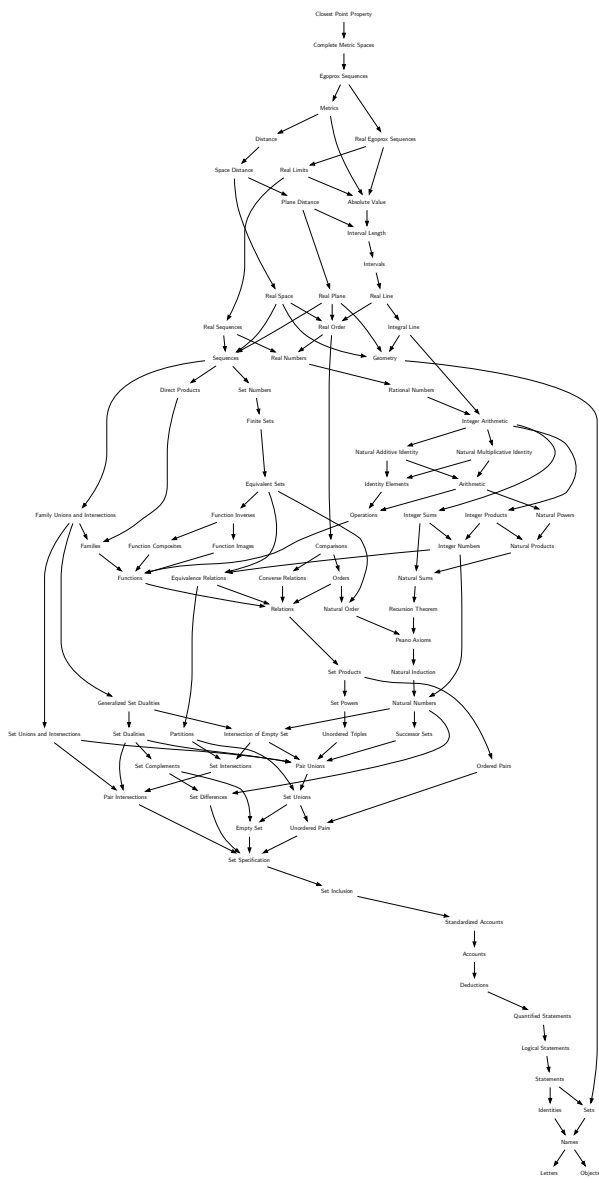 Closest Point Property
Complete Metric Spaces
Egoprox Sequences
Metrics
Distance
Real Egoprox Sequences
Space Distance
Real Limits
Plane Distance
Absolute Value
Interval Length
Intervals
Real Space
Real Plane
Real Line
Real Sequences
Real Order
Integral Line
Sequences
Real Numbers
Geometry
Direct Products
Set Numbers
Rational Numbers
Finite Sets
Integer Arithmetic
Natural Additive Identity
Natural Multiplicative Identity
Equivalent Sets
Identity Elements
Arithmetic
Family Unions and Intersections
Function Inverses
Operations
Integer Sums
Integer Products
Natural Powers
Families
Function Composites
Function Images
Comparisons
Integer Numbers
Natural Products
Functions
Equivalence Relations
Converse Relations
Orders
Natural Sums
Relations
Natural Order
Recursion Theorem
Peano Axioms
Set Products
Natural Induction
Generalized Set Dualities
Set Powers
Natural Numbers
Set Unions and Intersections
Set Dualities
Partitions
Intersection of Empty Set
Unordered Triples
Successor Sets
Set Complements
Set Intersections
Pair Unions
Ordered Pairs
Pair Intersections
Set Differences
Set Unions
Empty Set
Unordered Pairs
Set Specification
Set Inclusion
Standardized Accounts
Accounts
Deductions
Quantified Statements
Logical Statements
Statements
Identities
Sets
Names
Letters
Objects